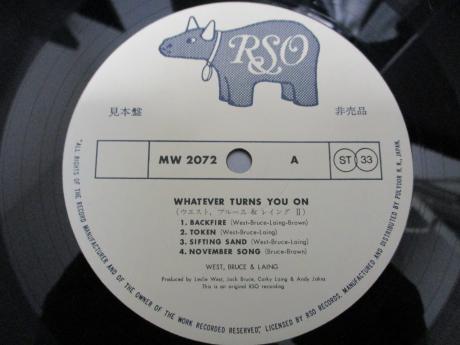 RSO
見本盤 非売品
MW 2072 A ST 33
WHATEVER TURNS YOU ON
(ウエスト, ブルース & レイング II)
1. BACKFIRE (West-Bruce-Laing-Brown)
2. TOKEN (West-Bruce-Laing)
3. SIFTING SAND (West-Bruce-Laing)
4. NOVEMBER SONG (Bruce-Brown)
WEST, BRUCE & LAING
Produced by Leslie West, Jack Bruce, Corky Laing & Andy Johns
This is an original RSO recording
"ALL RIGHTS OF THE RECORD MANUFACTURER AND OF THE OWNER OF THE WORK RECORDED RESERVED", LICENSED BY RSO RECORDS. MANUFACTURED AND DISTRIBUTED BY POLYDOR K. K., JAPAN.